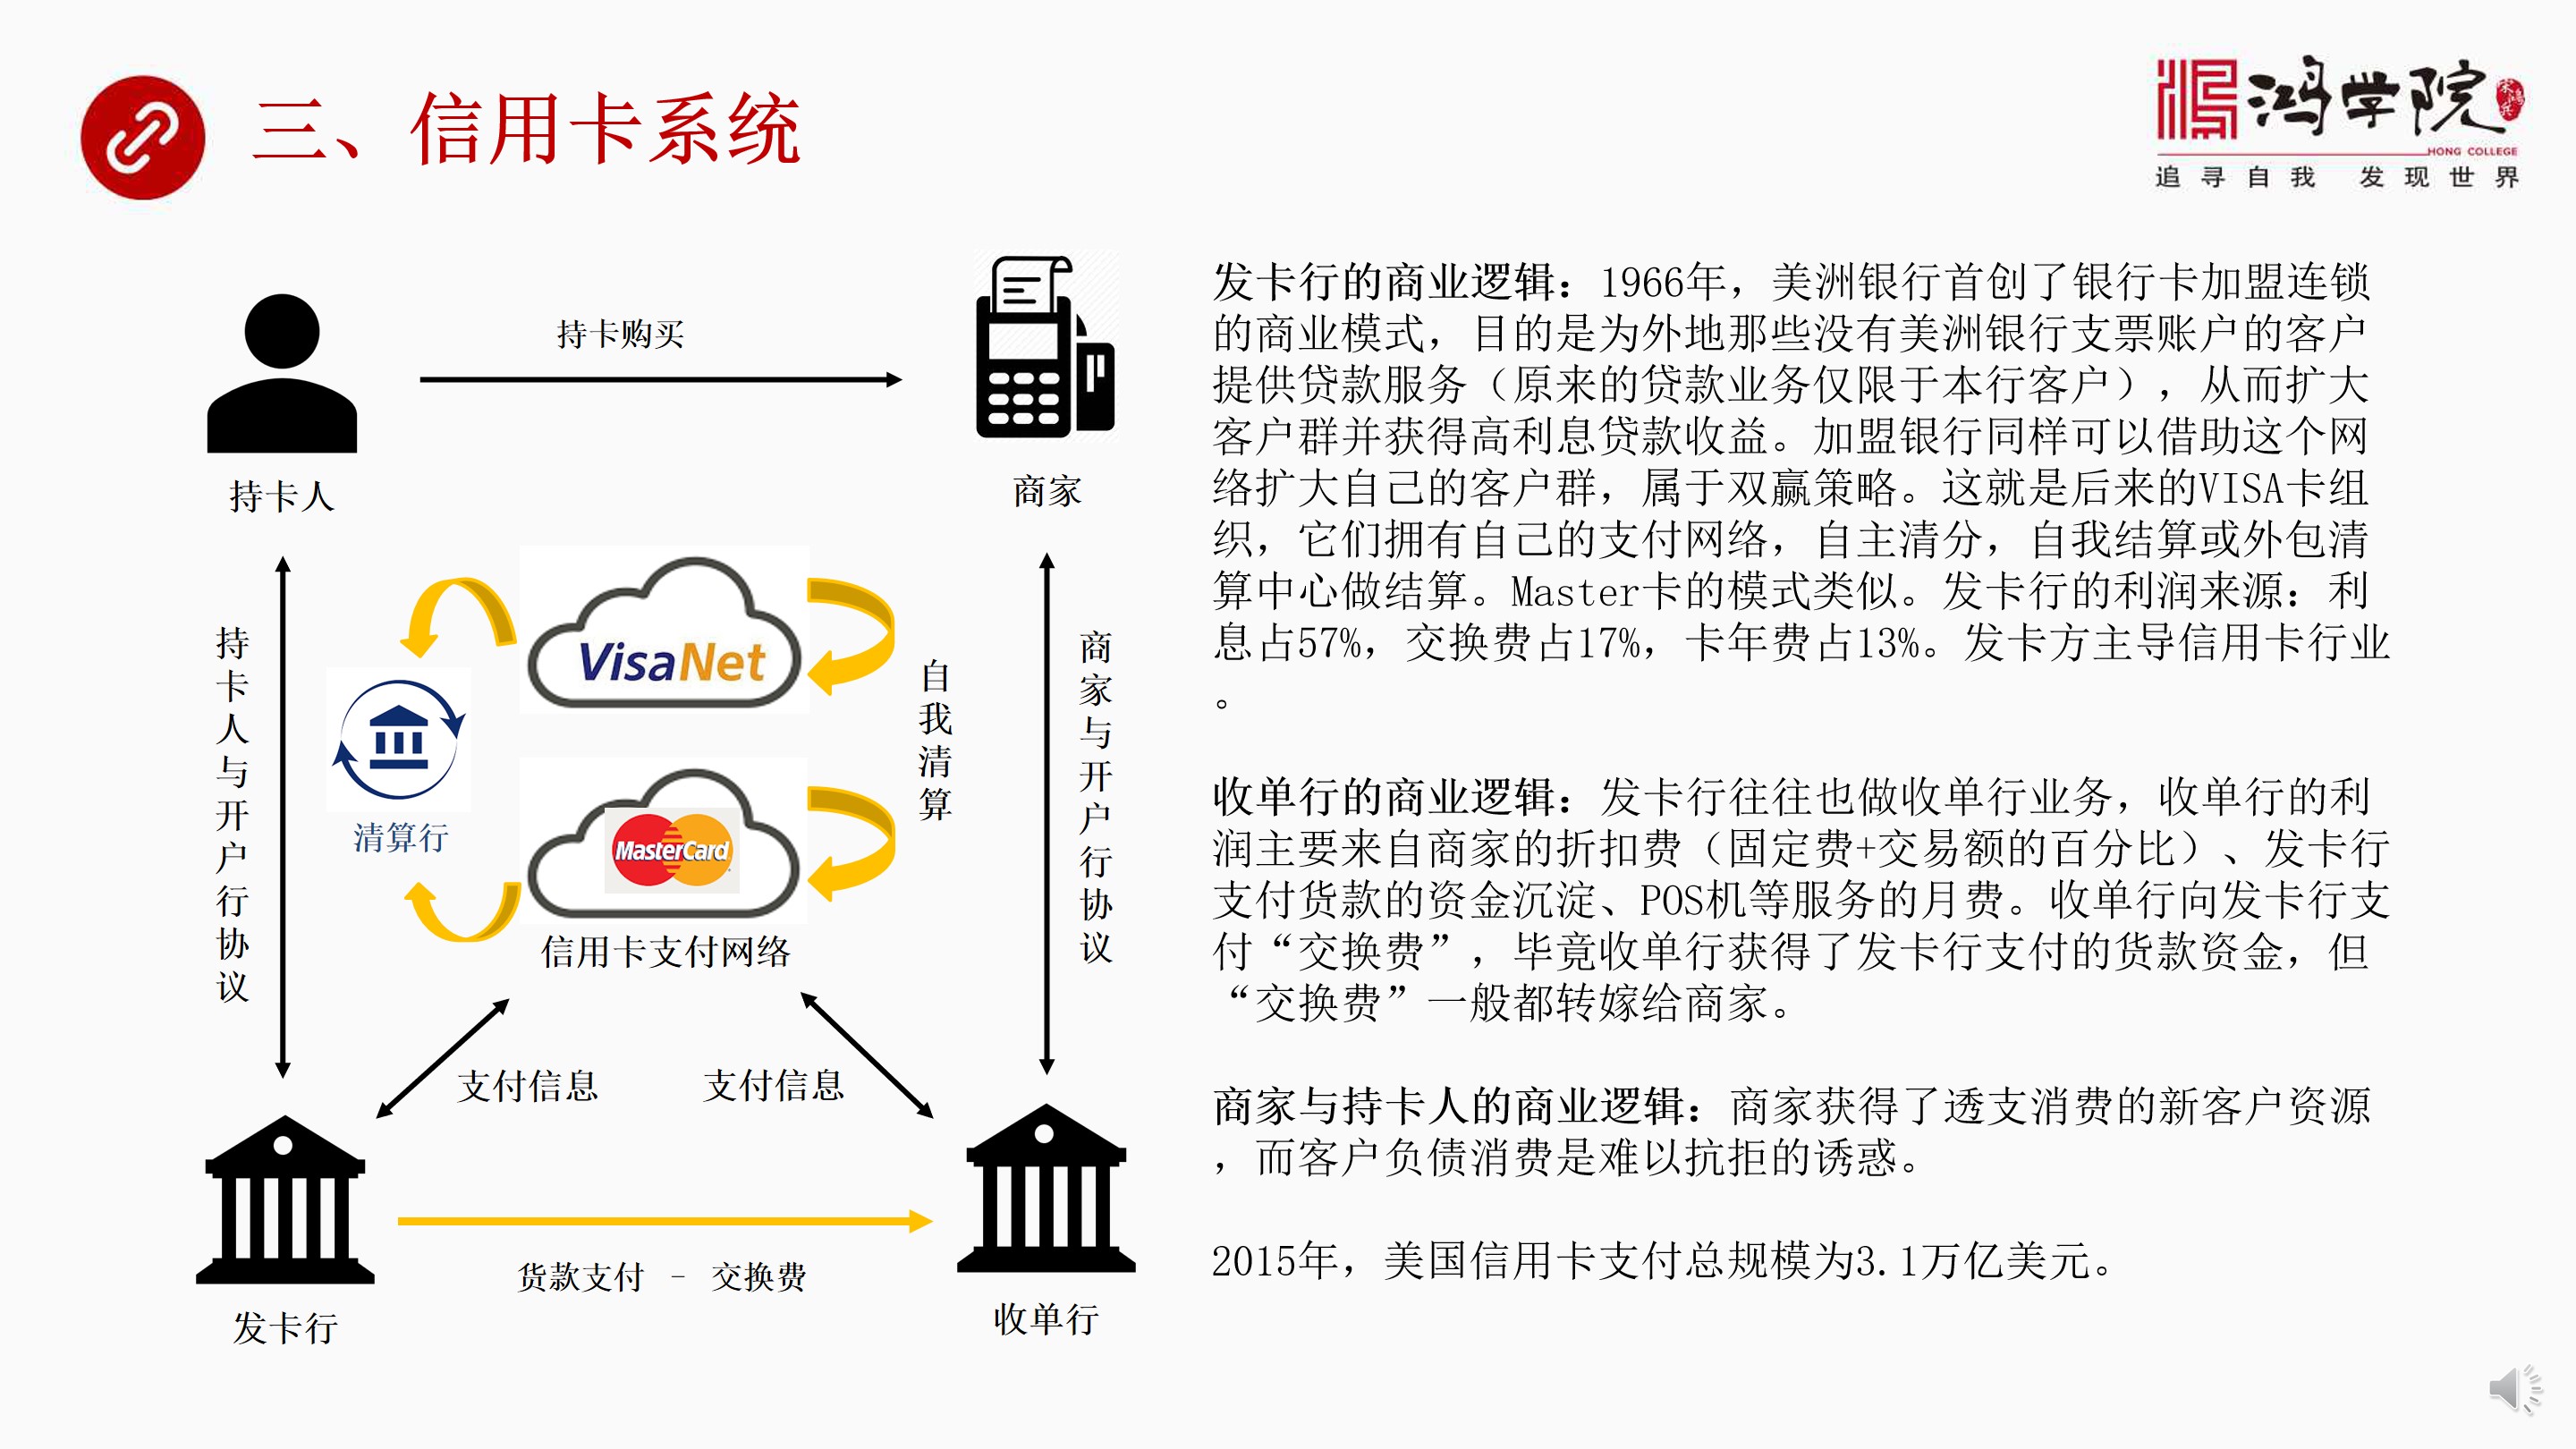 三、信用卡系统
鸿学院
HONG COLLEGE
追寻自我 发现世界
持卡购买
持卡人
商家
持卡人与开户行协议
VisaNet
自我清算
商家与开户行协议
清算行
MasterCard
信用卡支付网络
支付信息
支付信息
货款支付 - 交换费
发卡行
收单行
发卡行的商业逻辑：1966年，美洲银行首创了银行卡加盟连锁
的商业模式，目的是为外地那些没有美洲银行支票账户的客户
提供贷款服务（原来的贷款业务仅限于本行客户），从而扩大
客户群并获得高利息贷款收益。加盟银行同样可以借助这个网
络扩大自己的客户群，属于双赢策略。这就是后来的VISA卡组
织，它们拥有自己的支付网络，自主清分，自我结算或外包清
算中心做结算。Master卡的模式类似。发卡行的利润来源：利
息占57%，交换费占17%，卡年费占13%。发卡方主导信用卡行业
。
收单行的商业逻辑：发卡行往往也做收单行业务，收单行的利
润主要来自商家的折扣费（固定费+交易额的百分比）、发卡行
支付货款的资金沉淀、POS机等服务的月费。收单行向发卡行支
付“交换费”，毕竟收单行获得了发卡行支付的货款资金，但
“交换费”一般都转嫁给商家。
商家与持卡人的商业逻辑：商家获得了透支消费的新客户资源
，而客户负债消费是难以抗拒的诱惑。
2015年，美国信用卡支付总规模为3.1万亿美元。